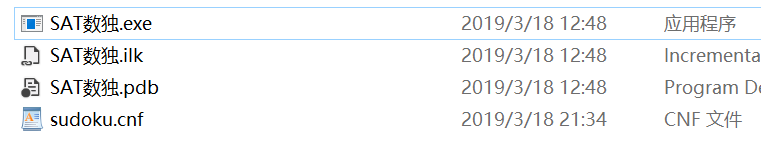 SAT数独.exe 2019/3/18 12:48 应用程序
SAT数独.ilk 2019/3/18 12:48 Incrementa
SAT数独.pdb 2019/3/18 12:48 Program De
sudoku.cnf 2019/3/18 21:34 CNF 文件